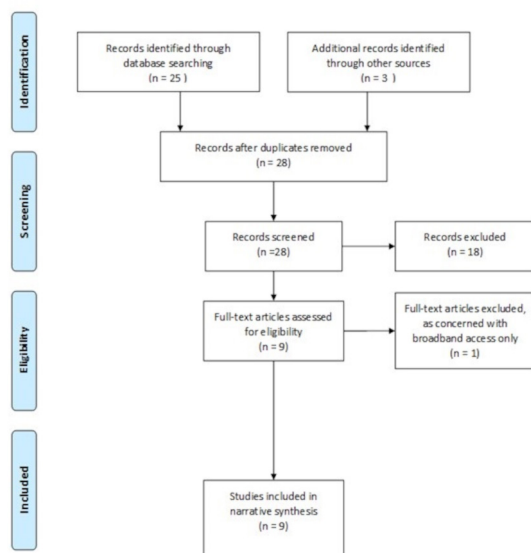 Identification
Records identified through
database searching
(n = 25 )
Additional records identified
through other sources
(n = 3 )
Records after duplicates removed
(n = 28)
Screening
Records screened
(n =28)
Records excluded
(n = 18)
Eligibility
Full-text articles assessed
for eligibility
(n = 9)
Full-text articles excluded,
as concerned with
broadband access only
(n = 1)
Included
Studies included in
narrative synthesis
(n = 9)